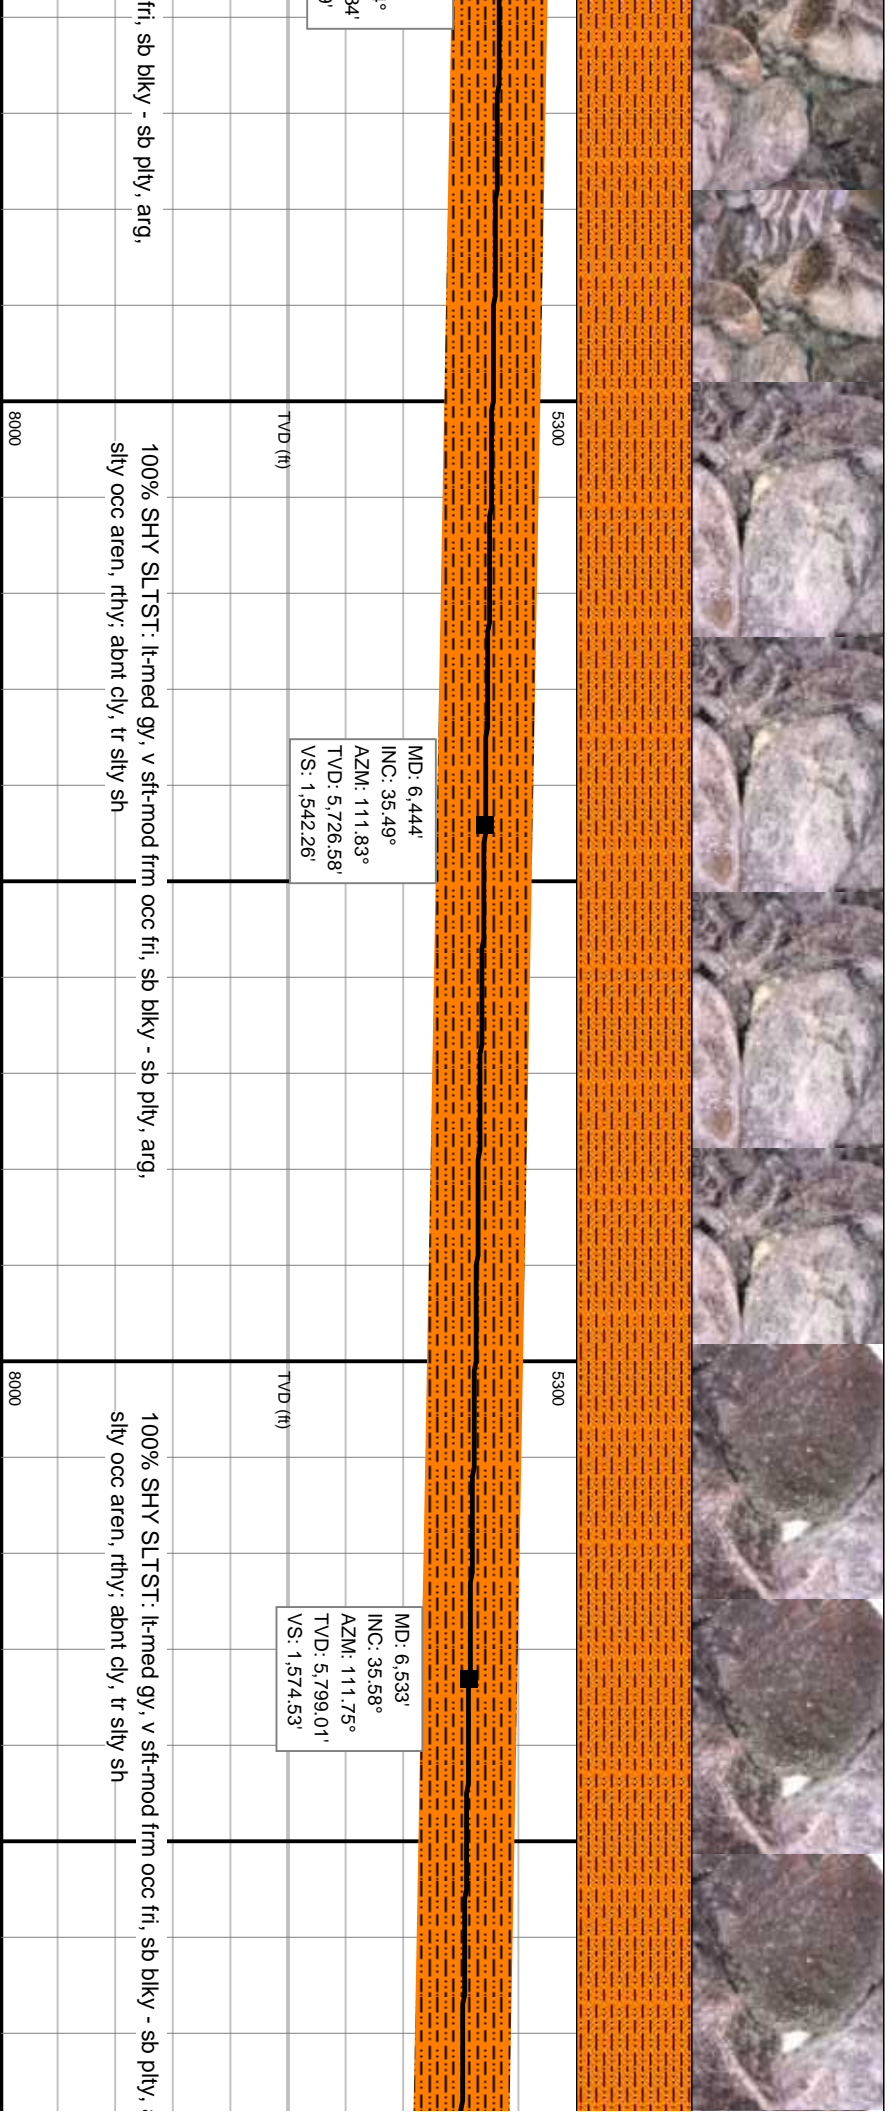 4°
34'
9'
fri, sb blky - sb plty, arg,
5300
TVD (ft)
8000
100% SHY SLTST: lt-med gy, v sft-mod frm occ fri, sb blky - sb plty, arg,
slty occ aren, rthy; abnt cly, tr slty sh
MD: 6,444'
INC: 35.49°
AZM: 111.83°
TVD: 5,726.58'
VS: 1,542.26'
5300
TVD (ft)
8000
100% SHY SLTST: lt-med gy, v sft-mod frm occ fri, sb blky - sb plty,
slty occ aren, rthy; abnt cly, tr slty sh
MD: 6,533'
INC: 35.58°
AZM: 111.75°
TVD: 5,799.01'
VS: 1,574.53'